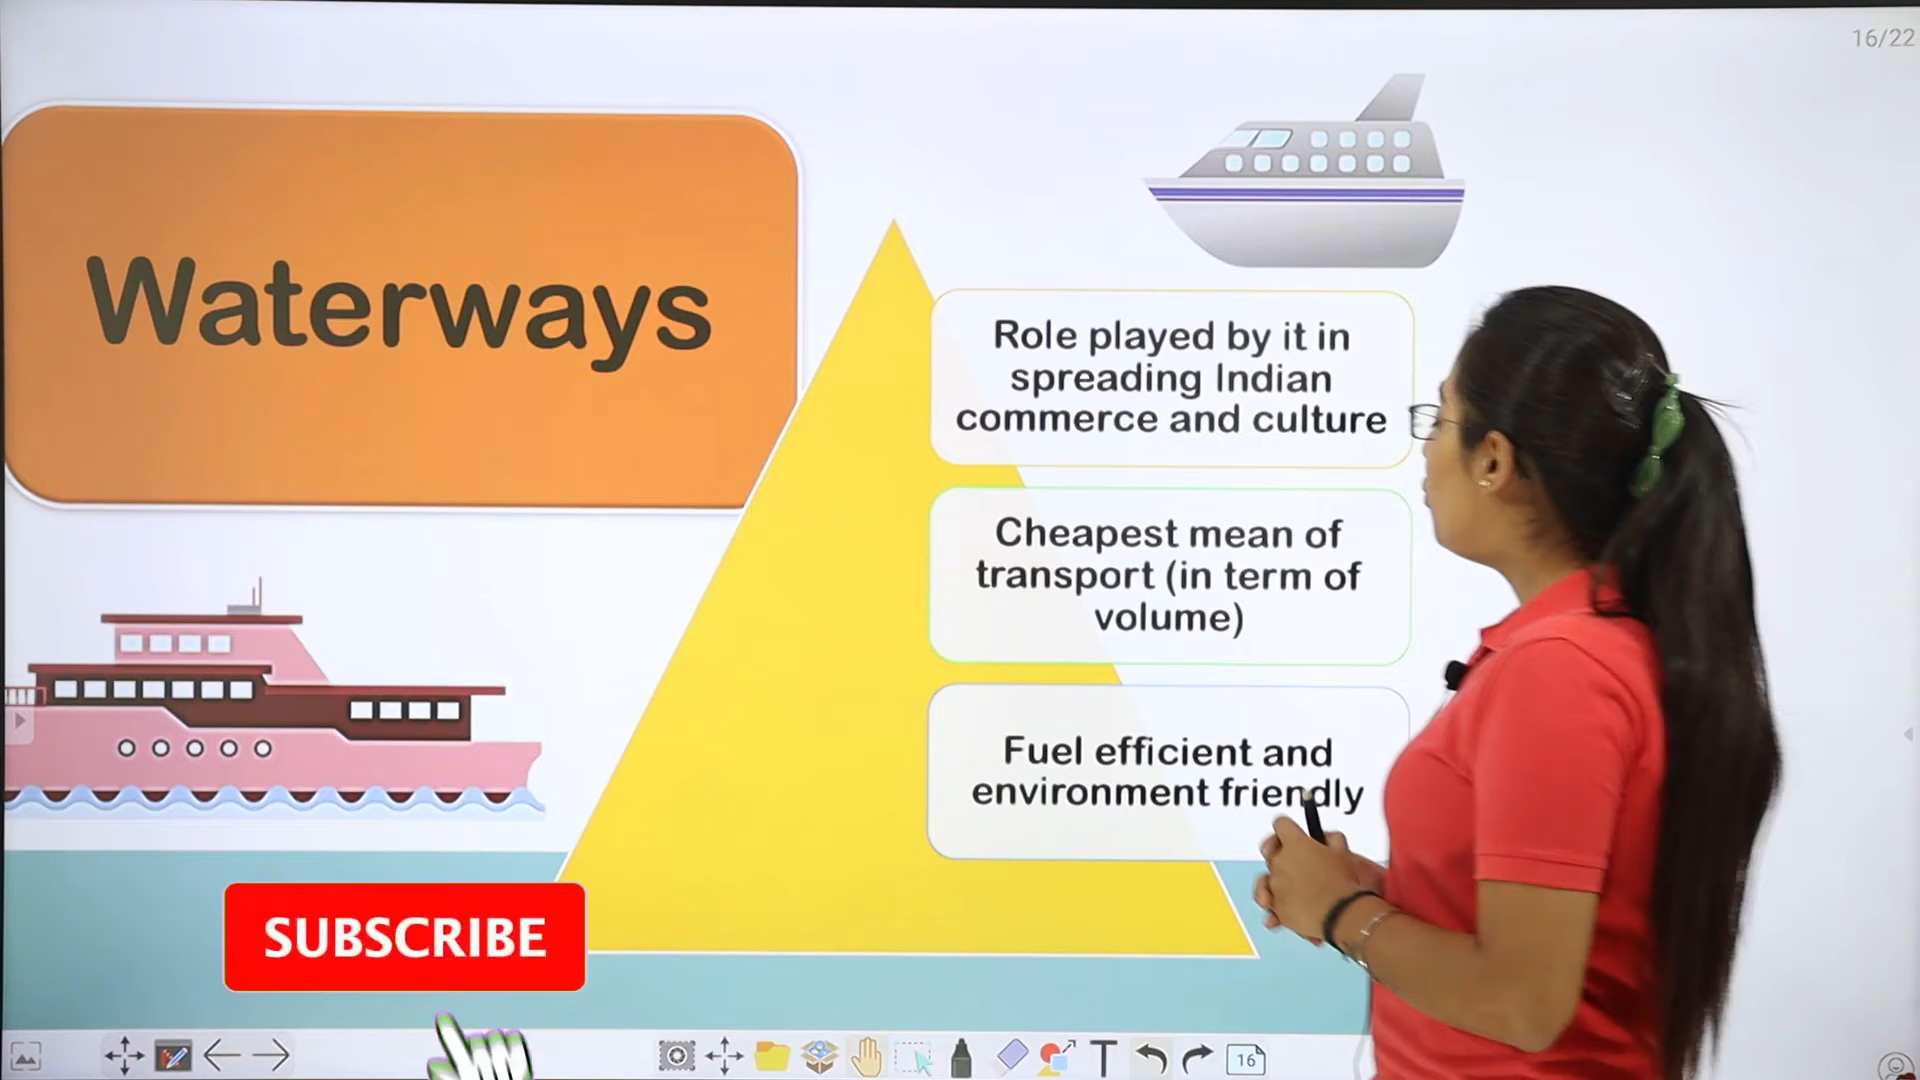 16/22
Waterways
Role played by it in
spreading Indian
commerce and culture
Cheapest mean of
transport (in term of
volume)
Fuel efficient and
environment friendly
SUBSCRIBE
T
16